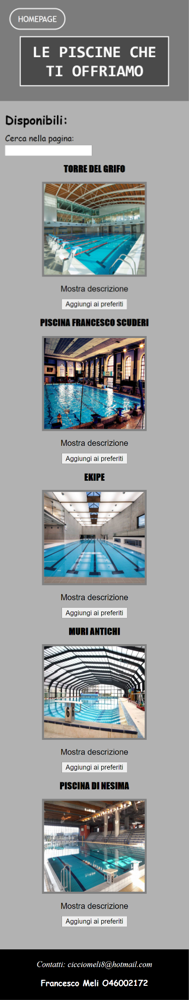 HOMEPAGE
LE PISCINE CHE
TI OFFRIAMO
Disponibili:
Cerca nella pagina:
TORRE DEL GRIFO
Mostra descrizione
Aggiungi ai preferiti
PISCINA FRANCESCO SCUDERI
Mostra descrizione
Aggiungi ai preferiti
EKIPE
Mostra descrizione
Aggiungi ai preferiti
MURI ANTICHI
6 6
Mostra descrizione
Aggiungi ai preferiti
PISCINA DI NESIMA
Mostra descrizione
Aggiungi ai preferiti
Contatti: cicciomeli8@hotmail.com
Francesco Meli O46002172